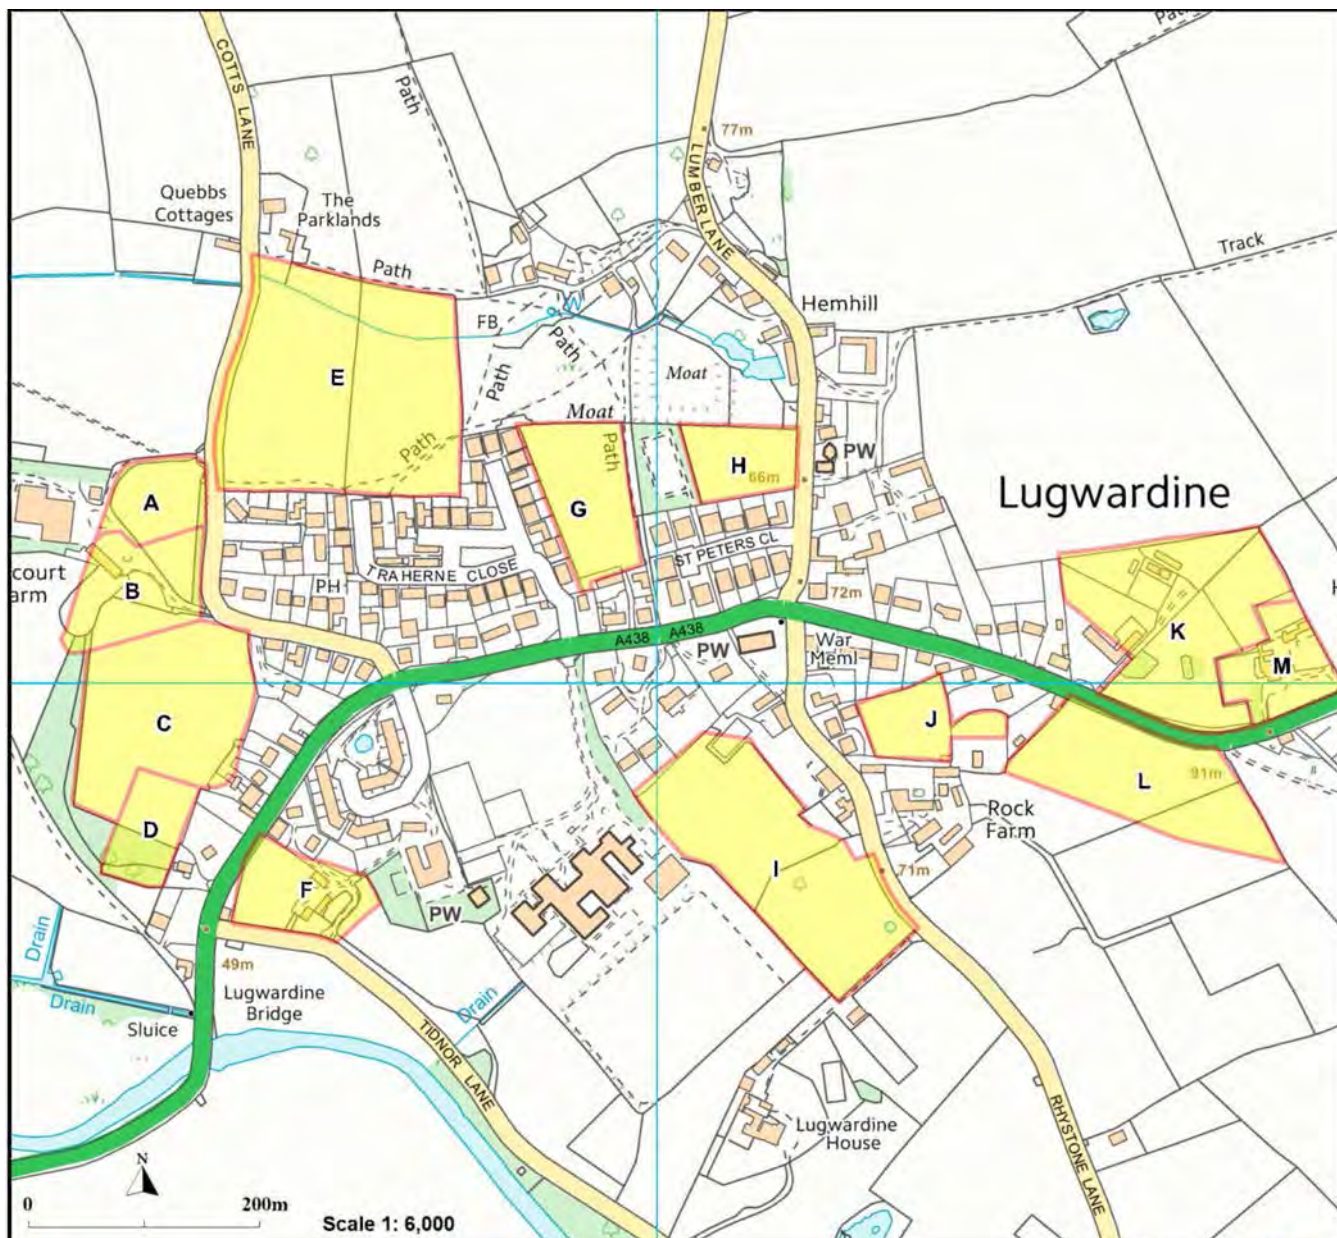 COTTS LANE
Path
Path
77m
LUMBER LANE
Quebbs
Cottages
The
Parklands
Path
Track
FB
W
Hemhill
Path
Path
Moat
E
Moat
Path
Path
PW
H
66m
A
G
Lugwardine
court
arm
B
PH
TRAHERNE CLOSE
ST PETERS CL
72m
A438
A438
PW
War
Meml
K
M
C
J
L
91m
D
Rock
Farm
F
I
71m
PW
Drain
49m
Drain
Sluice
Lugwardine
Bridge
Drain
TIDNOR LANE
Lugwardine
House
RHYSTONE LANE
N
0
200m
Scale 1: 6,000